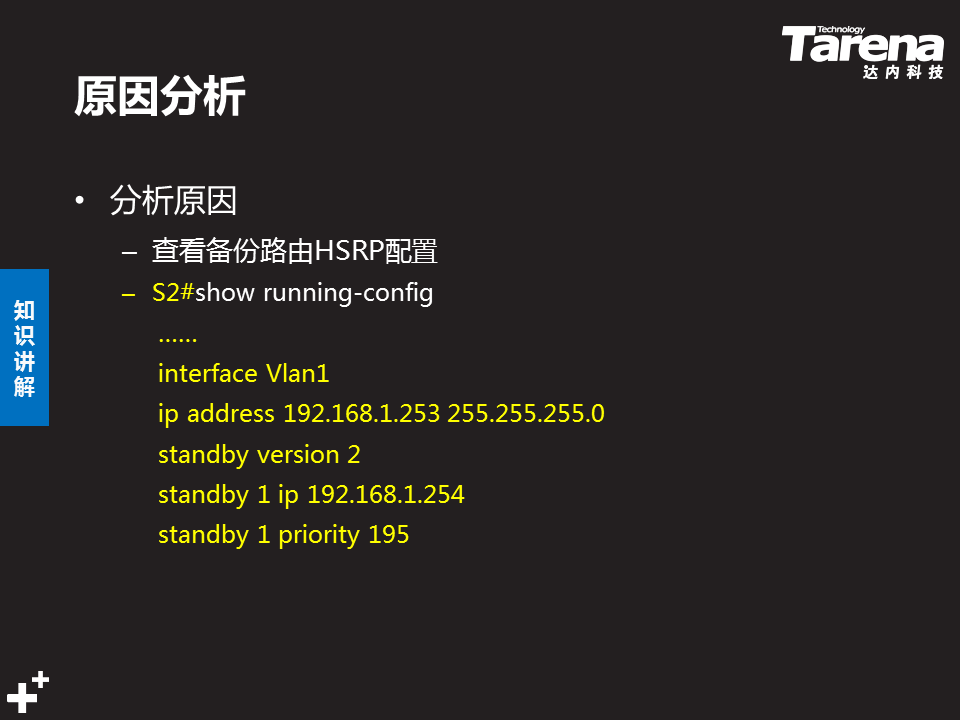 Technology
Tarena
达内科技
原因分析
• 分析原因
– 查看备份路由HSRP配置
– S2#show running-config
……
interface Vlan1
ip address 192.168.1.253 255.255.255.0
standby version 2
standby 1 ip 192.168.1.254
standby 1 priority 195
知识讲解